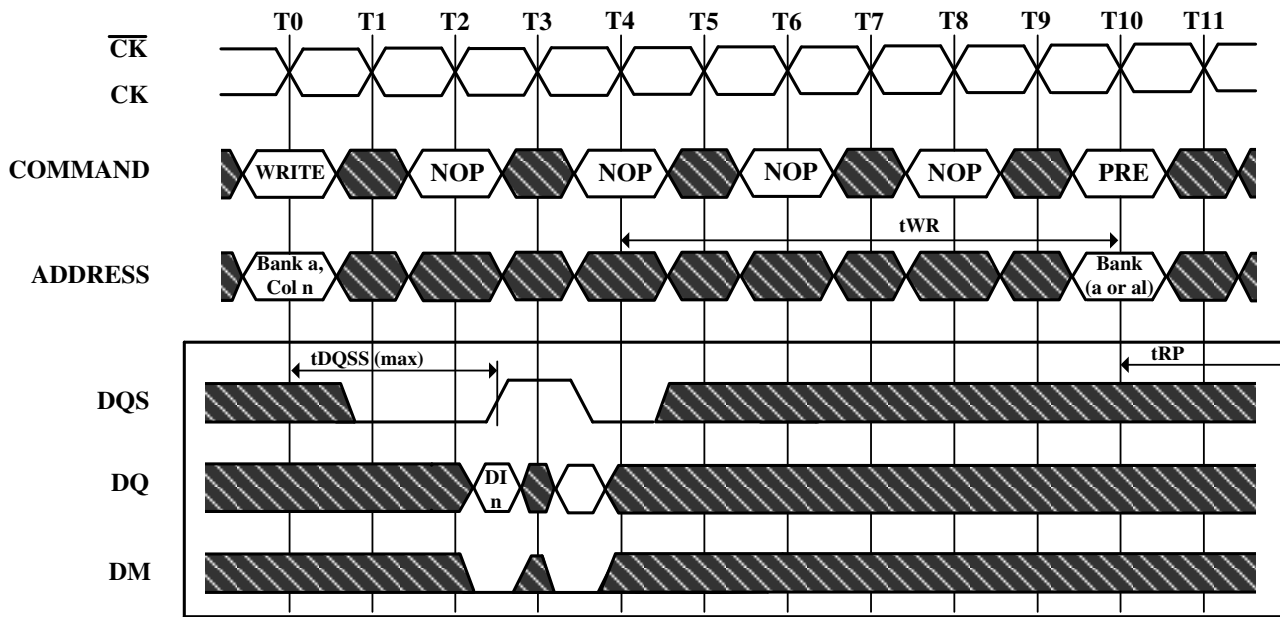 T0 T1 T2 T3 T4 T5 T6 T7 T8 T9 T10 T11
CK
CK
COMMAND WRITE NOP NOP NOP NOP PRE
tWR
ADDRESS Bank a, Col n Bank (a or al)
tDQSS (max) tRP
DQS
DQ DI n
DM